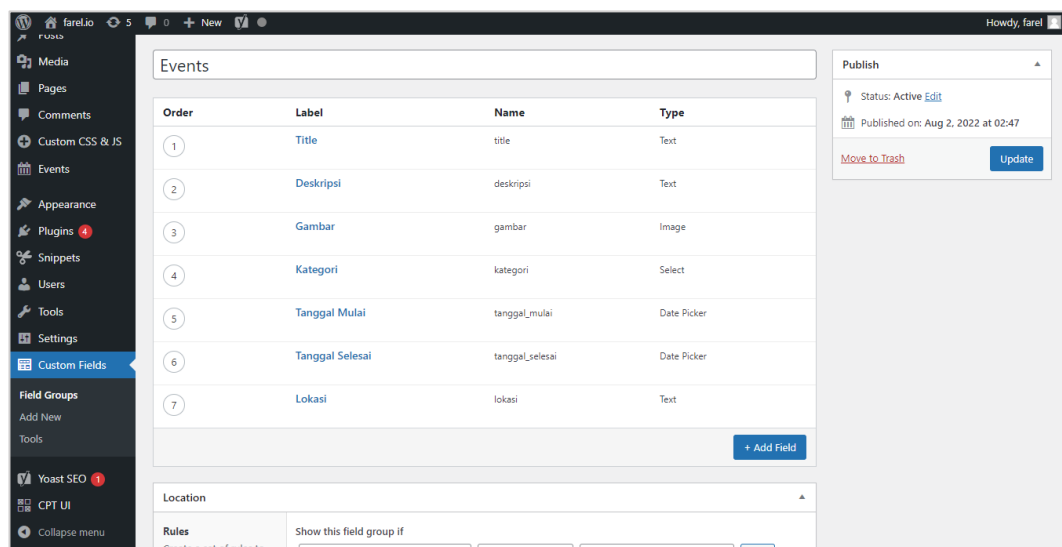 farel.io 5 0 + New Howdy, farel
Posts
Media
Pages
Comments
Custom CSS & JS
Events
Appearance
Plugins 4
Snippets
Users
Tools
Settings
Custom Fields
Field Groups
Add New
Tools
Yoast SEO 1
CPT UI
Collapse menu
Events
Order Label Name Type
1 Title title Text
2 Deskripsi deskripsi Text
3 Gambar gambar Image
4 Kategori kategori Select
5 Tanggal Mulai tanggal_mulai Date Picker
6 Tanggal Selesai tanggal_selesai Date Picker
7 Lokasi lokasi Text
+ Add Field
Location
Rules Show this field group if
Publish
Status: Active Edit
Published on: Aug 2, 2022 at 02:47
Move to Trash Update